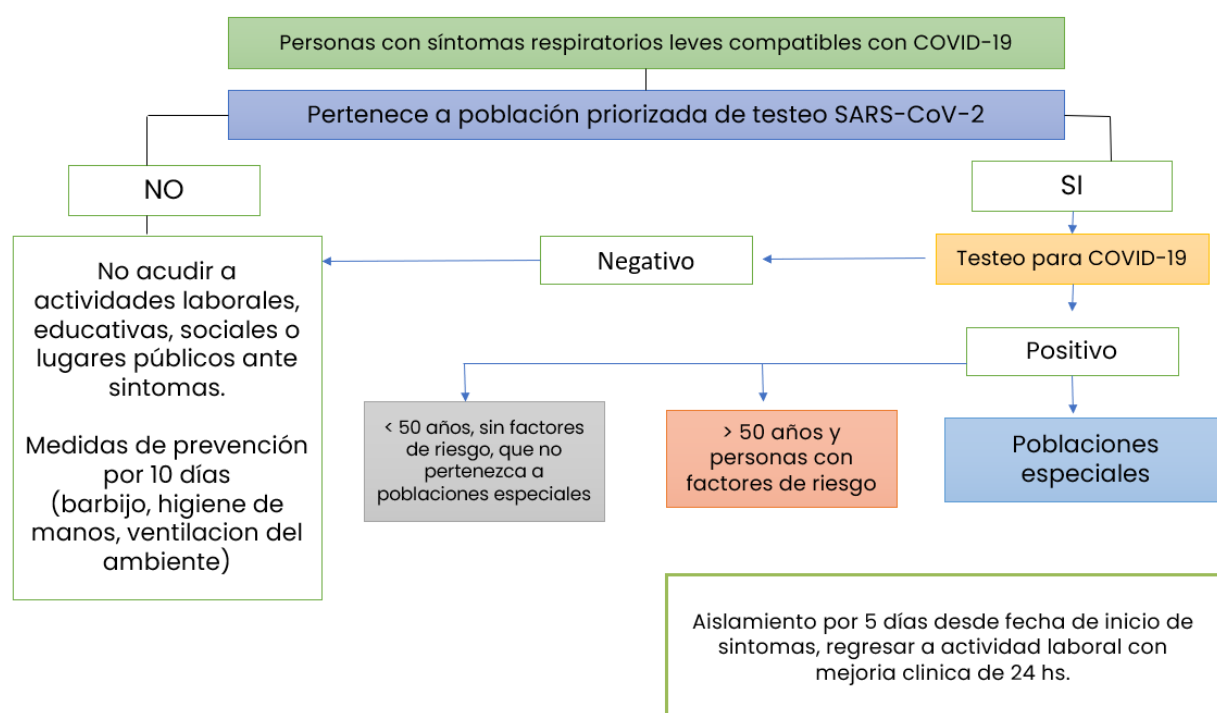 Personas con síntomas respiratorios leves compatibles con COVID-19
Pertenece a población priorizada de testeo SARS-CoV-2
NO
SI
No acudir a
actividades laborales,
educativas, sociales o
lugares públicos ante
sintomas.
Medidas de prevención
por 10 días
(barbijo, higiene de
manos, ventilacion del
ambiente)
Negativo
Testeo para COVID-19
Positivo
< 50 años, sin factores
de riesgo, que no
pertenezca a
poblaciones especiales
> 50 años y
personas con
factores de riesgo
Poblaciones
especiales
Aislamiento por 5 días desde fecha de inicio de
sintomas, regresar a actividad laboral con
mejoria clinica de 24 hs.